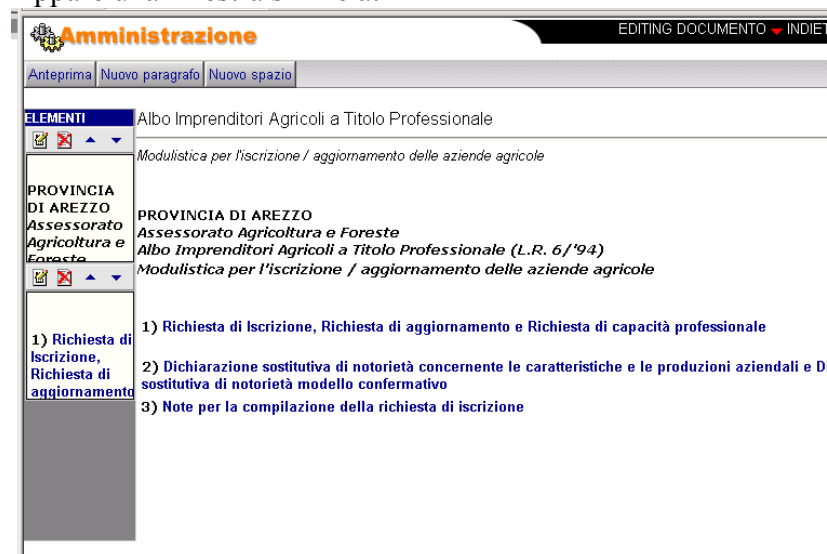 Amministrazione
EDITING DOCUMENTO INDIET
Anteprima Nuovo paragrafo Nuovo spazio
ELEMENTI
Albo Imprenditori Agricoli a Titolo Professionale
Modulistica per l'iscrizione / aggiornamento delle aziende agricole
PROVINCIA
DI AREZZO
Assessorato
Agricoltura e
Foreste
PROVINCIA DI AREZZO
Assessorato Agricoltura e Foreste
Albo Imprenditori Agricoli a Titolo Professionale (L.R. 6/'94)
Modulistica per l'iscrizione / aggiornamento delle aziende agricole
1) Richiesta di
Iscrizione,
Richiesta di
aggiornamento
1) Richiesta di Iscrizione, Richiesta di aggiornamento e Richiesta di capacità professionale
2) Dichiarazione sostitutiva di notorietà concernente le caratteristiche e le produzioni aziendali e D
sostitutiva di notorietà modello confermativo
3) Note per la compilazione della richiesta di iscrizione